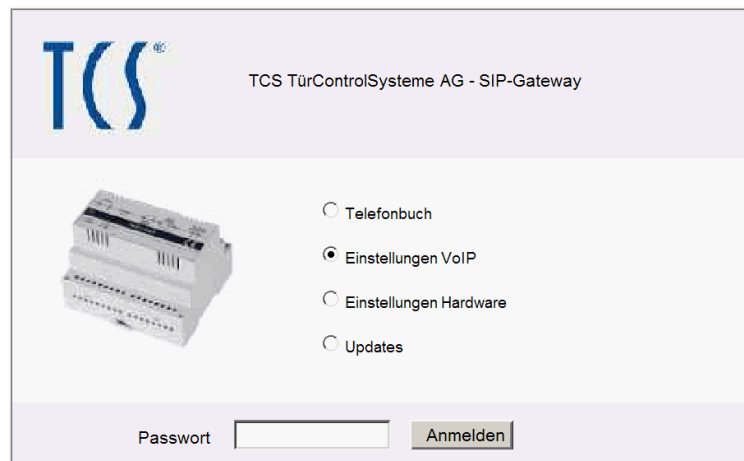 TCS®
TCS TürControlSysteme AG - SIP-Gateway
Telefonbuch
Einstellungen VoIP
Einstellungen Hardware
Updates
Passwort
Anmelden